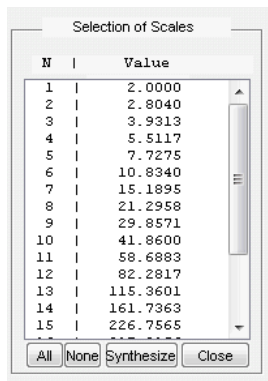 Selection of Scales
N | Value
1 | 2.0000
2 | 2.8040
3 | 3.9313
4 | 5.5117
5 | 7.7275
6 | 10.8340
7 | 15.1895
8 | 21.2958
9 | 29.8571
10 | 41.8600
11 | 58.6883
12 | 82.2817
13 | 115.3601
14 | 161.7363
15 | 226.7565
All None Synthesize Close